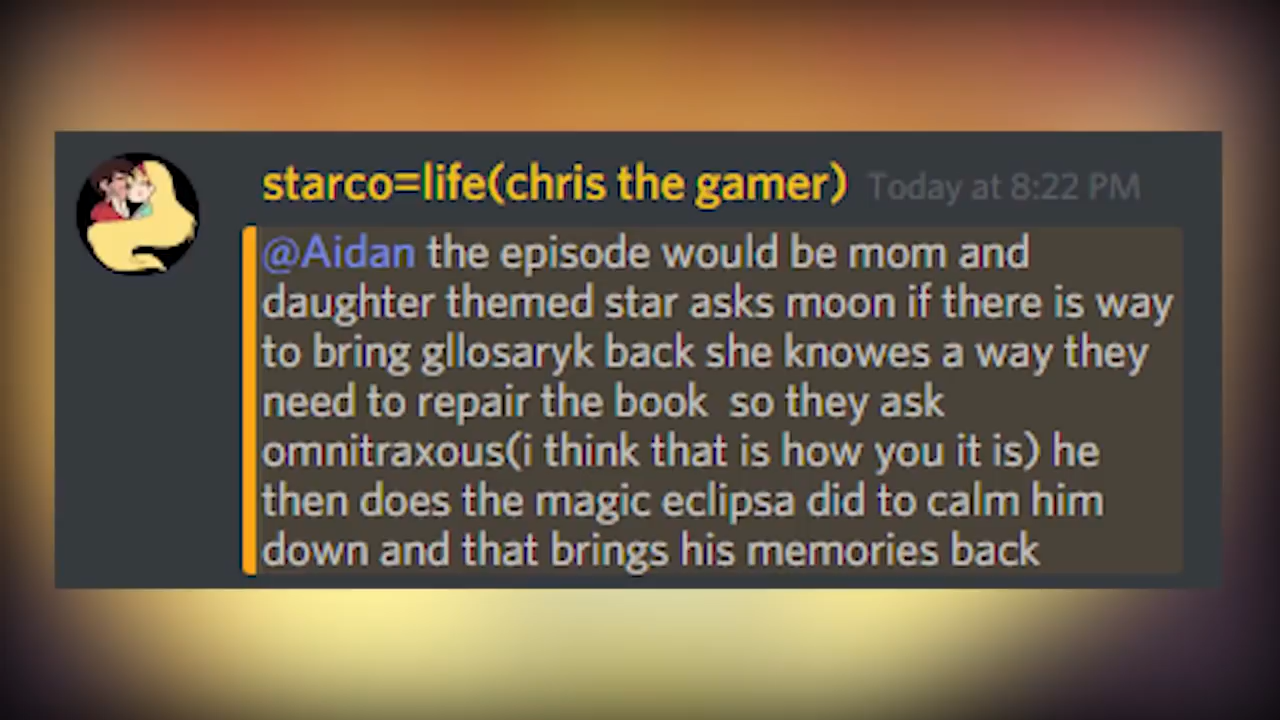 starco=life(chris the gamer) Today at 8:22 PM
@Aidan the episode would be mom and
daughter themed star asks moon if there is way
to bring gllosaryk back she knowes a way they
need to repair the book  so they ask
omnitraxous(i think that is how you it is) he
then does the magic eclipsa did to calm him
down and that brings his memories back